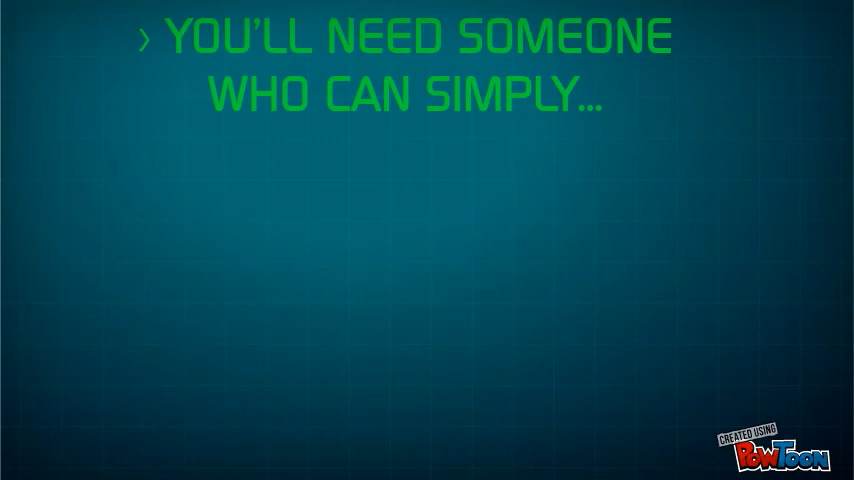 › YOU'LL NEED SOMEONE
WHO CAN SIMPLY...
CREATED USING
POWTOON